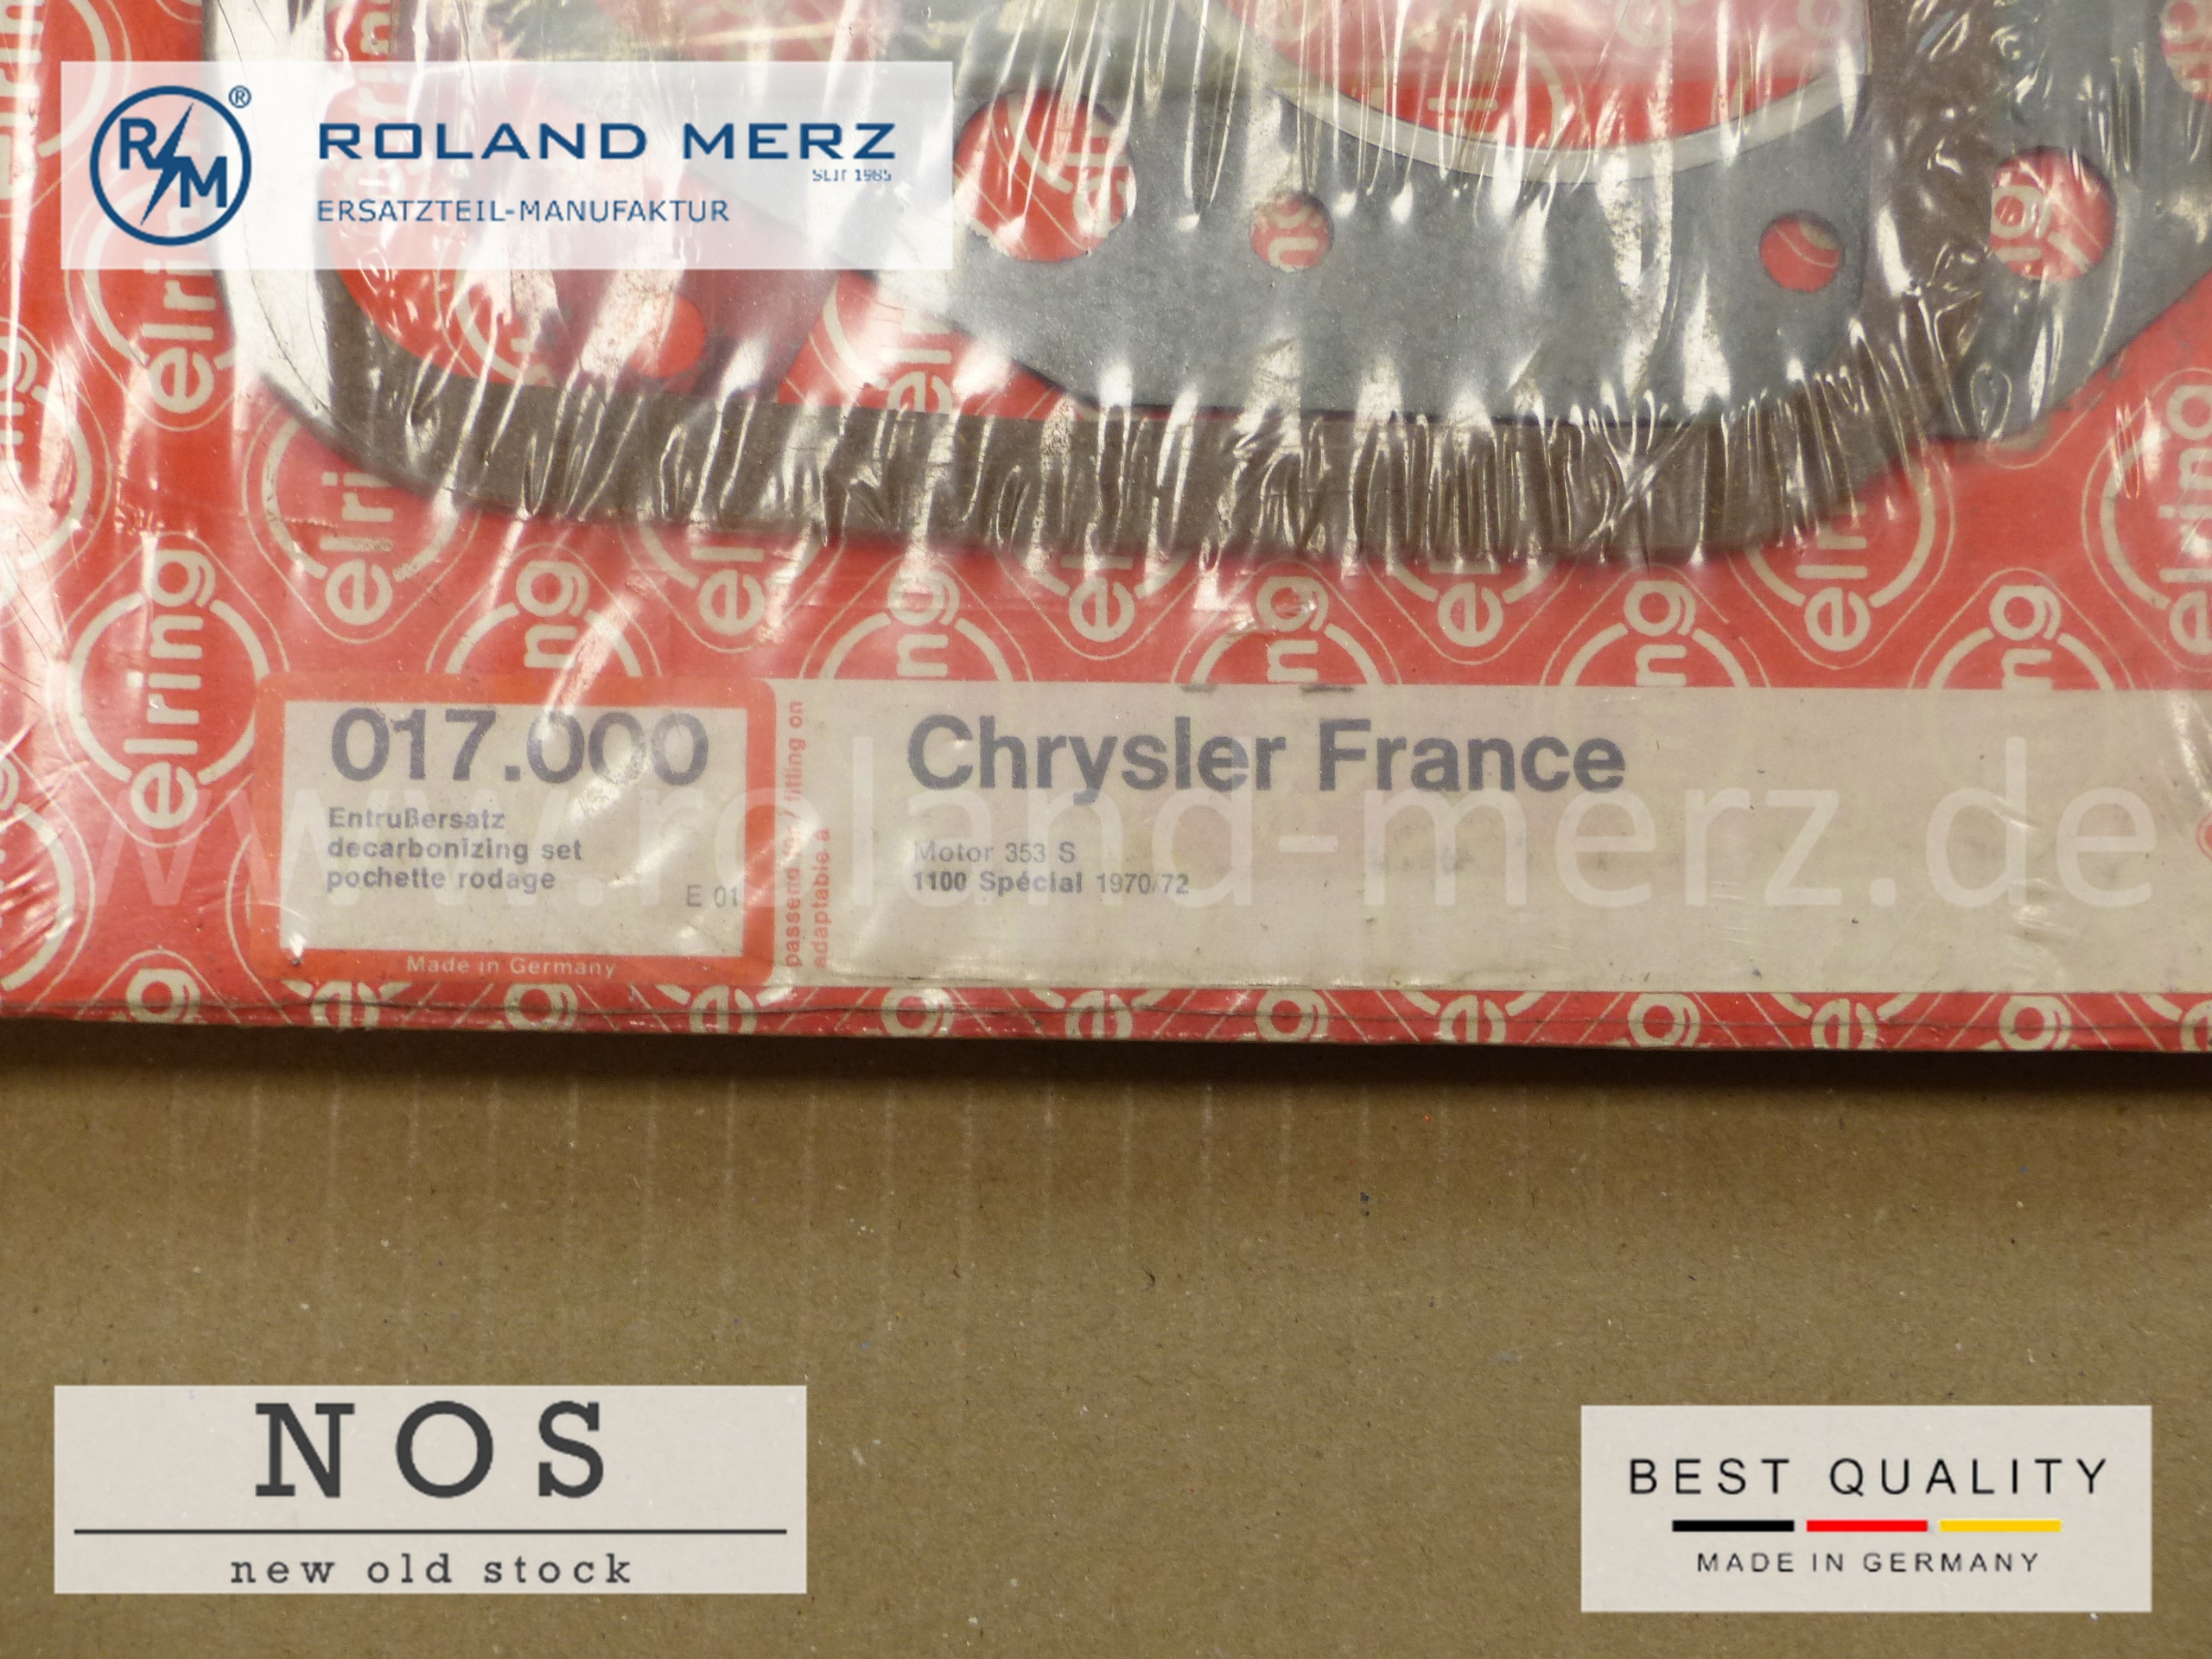 RM®
ROLAND MERZ
SEIT 1985
ERSATZTEIL-MANUFAKTUR
elring
017.000
Entrußersatz
decarbonizing set
pochette rodage
E 01
Made in Germany
passend für / fitting on
adaptable à
Chrysler France
Motor 353 S
1100 Spécial 1970/72
www.roland-merz.de
NOS
new old stock
BEST QUALITY
MADE IN GERMANY